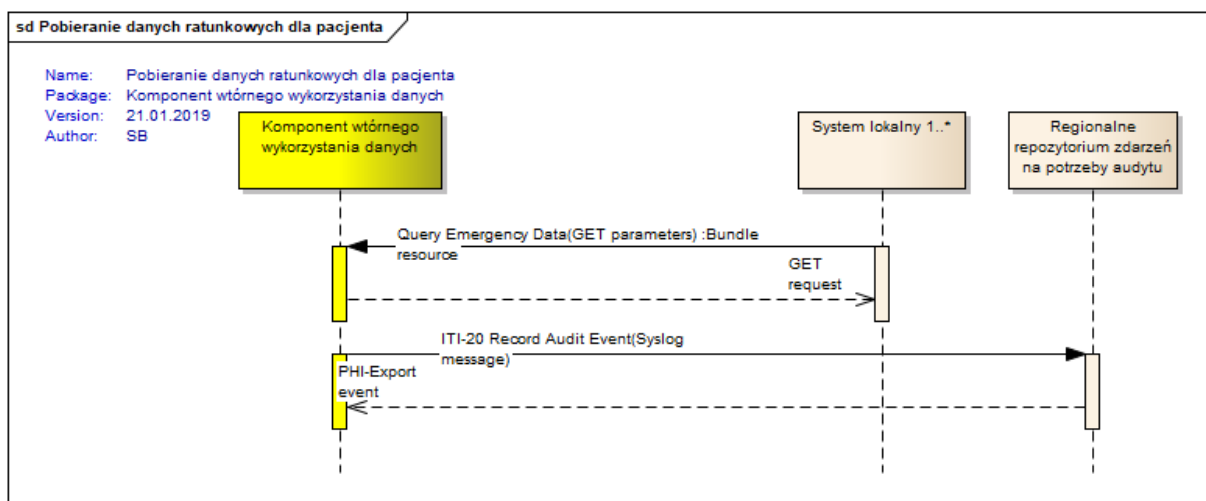 sd Pobieranie danych ratunkowych dla pacjenta
Name: Pobieranie danych ratunkowych dla pacjenta
Package: Komponent wtórnego wykorzystania danych
Version: 21.01.2019
Author: SB
Komponent wtórnego
wykorzystania danych
System lokalny 1..*
Regionalne
repozytorium zdarzeń
na potrzeby audytu
Query Emergency Data(GET parameters) :Bundle
resource
GET
request
ITI-20 Record Audit Event(Syslog
message)
PHI-Export
event